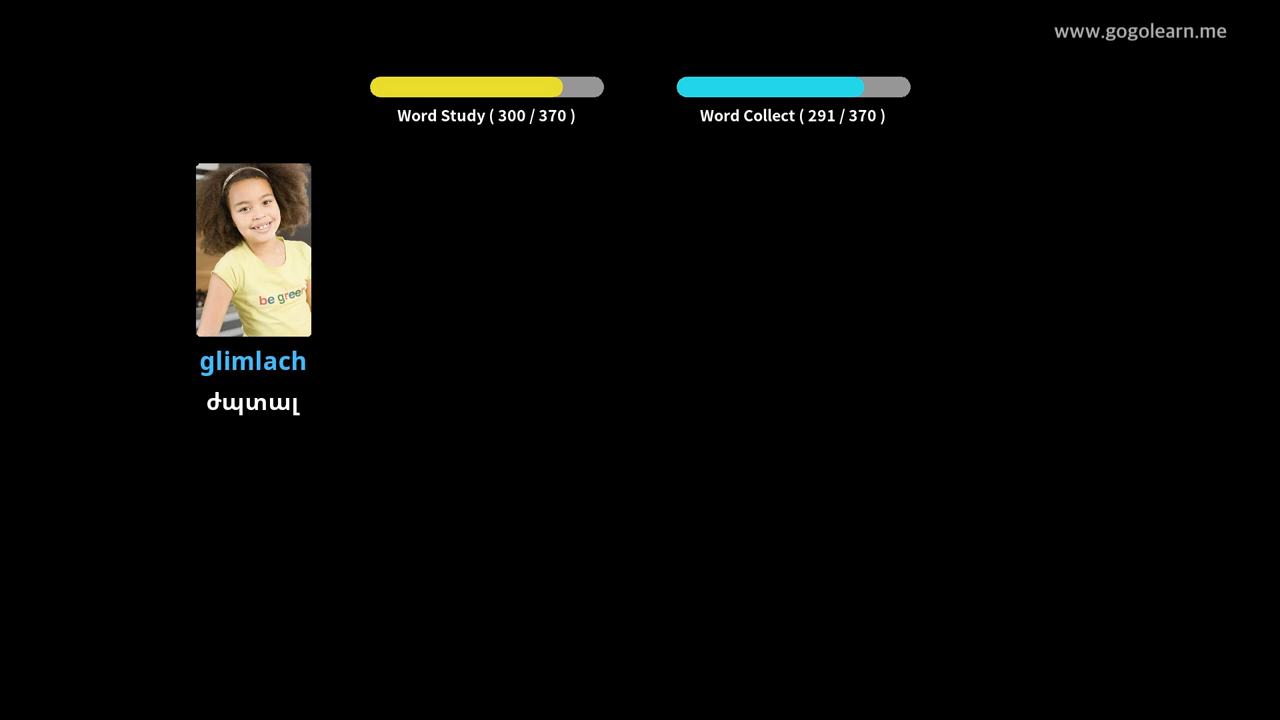 www.gogolearn.me
Word Study ( 300 / 370 )
Word Collect ( 291 / 370 )
be green
glimlach
ժպտալ